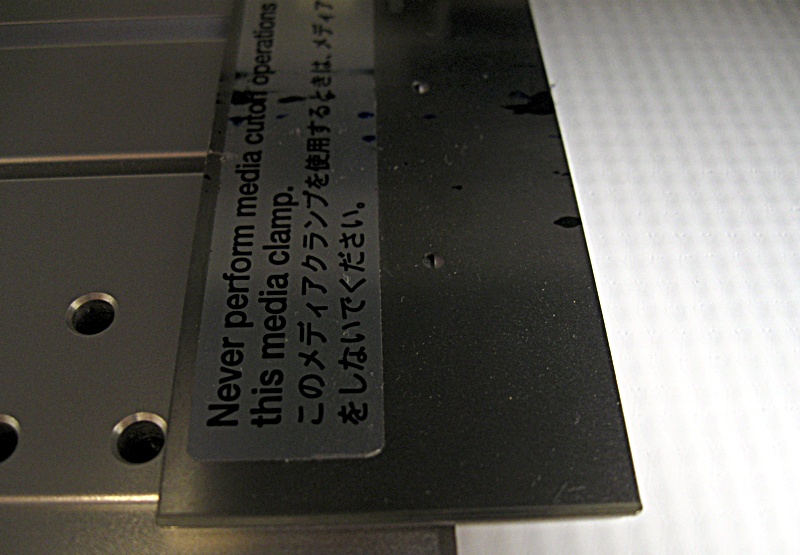 Never perform media cutoff operations
this media clamp.
このメディアクランプを使用するときは、メディア
をしないでください。